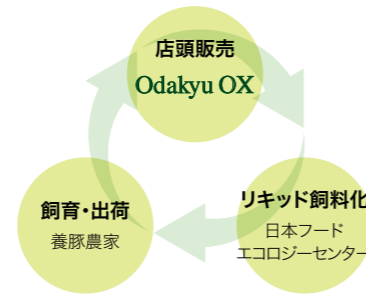 店頭販売
Odakyu OX
飼育・出荷
養豚農家
リキッド飼料化
日本フード
エコロジーセンター